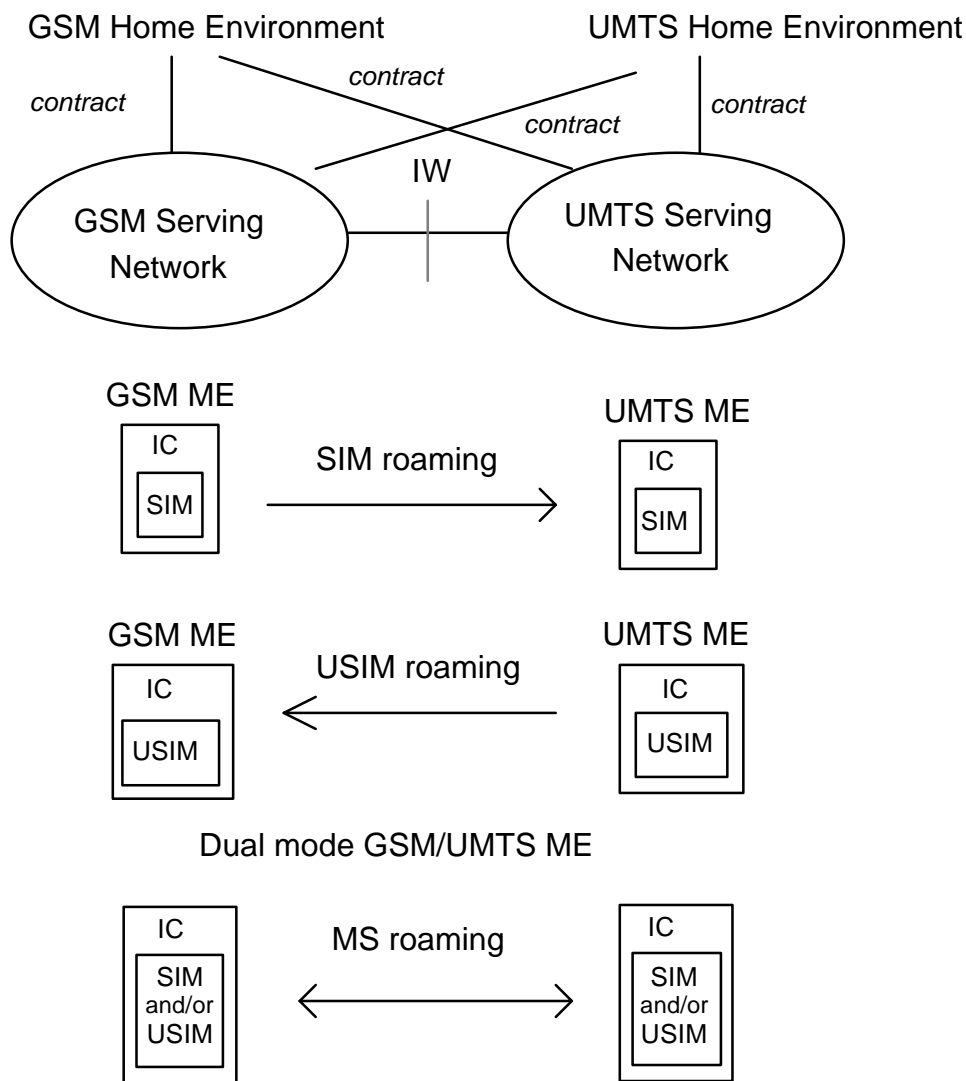 GSM Home Environment
UMTS Home Environment
contract
contract
contract
contract
IW
GSM Serving
Network
UMTS Serving
Network
GSM ME
UMTS ME
IC
SIM
SIM roaming
IC
SIM
GSM ME
UMTS ME
IC
USIM
USIM roaming
IC
USIM
Dual mode GSM/UMTS ME
IC
SIM
and/or
USIM
MS roaming
IC
SIM
and/or
USIM